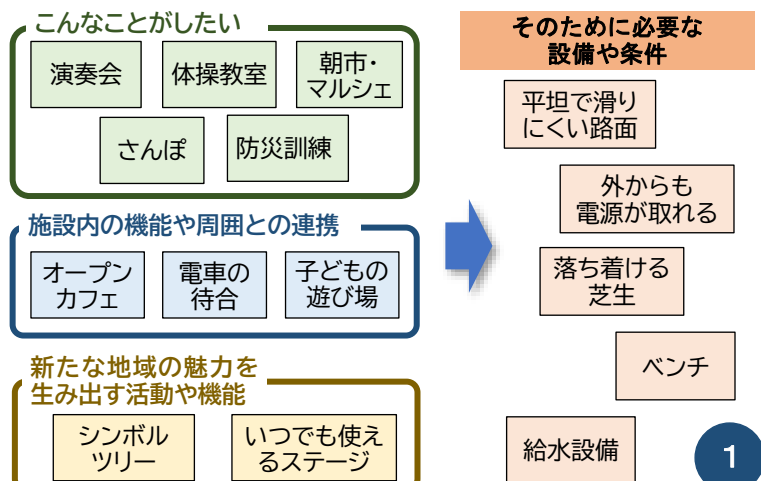 こんなことがしたい
演奏会
体操教室
朝市・
マルシェ
さんぽ
防災訓練
施設内の機能や周囲との連携
オープン
カフェ
電車の
待合
子どもの
遊び場
新たな地域の魅力を
生み出す活動や機能
シンボル
ツリー
いつでも使え
るステージ
そのために必要な
設備や条件
平坦で滑り
にくい路面
外からも
電源が取れる
落ち着ける
芝生
ベンチ
給水設備
1